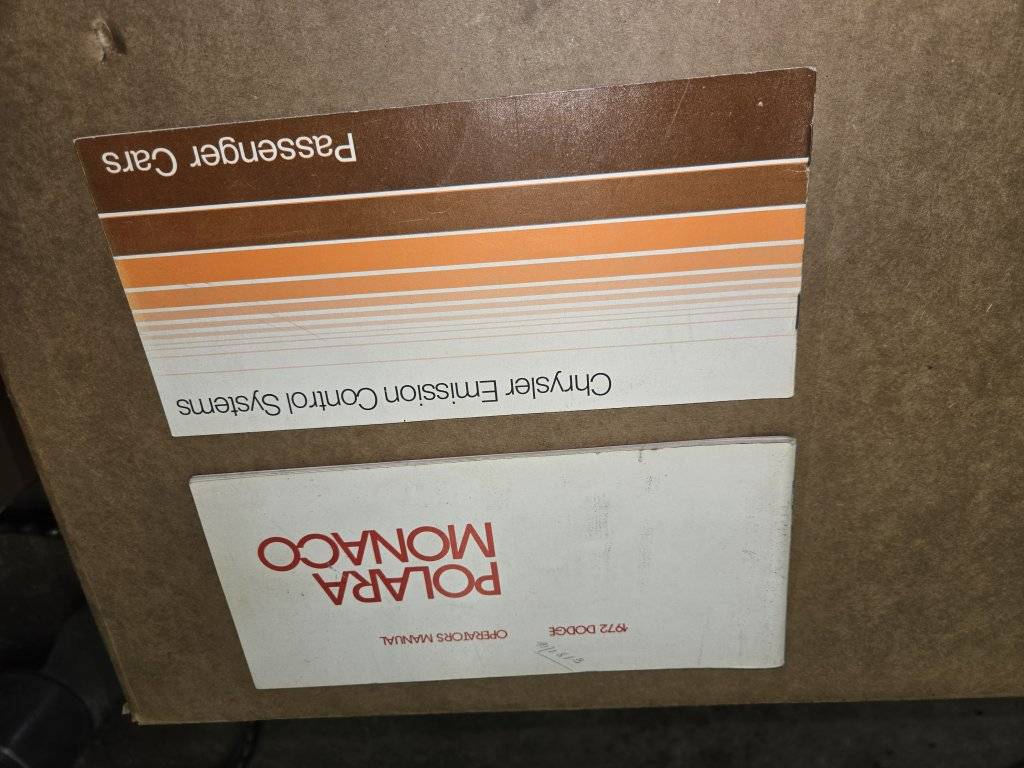 1972 DODGE OPERATORS MANUAL
POLARA
MONACO
Chrysler Emission Control Systems
Passenger Cars